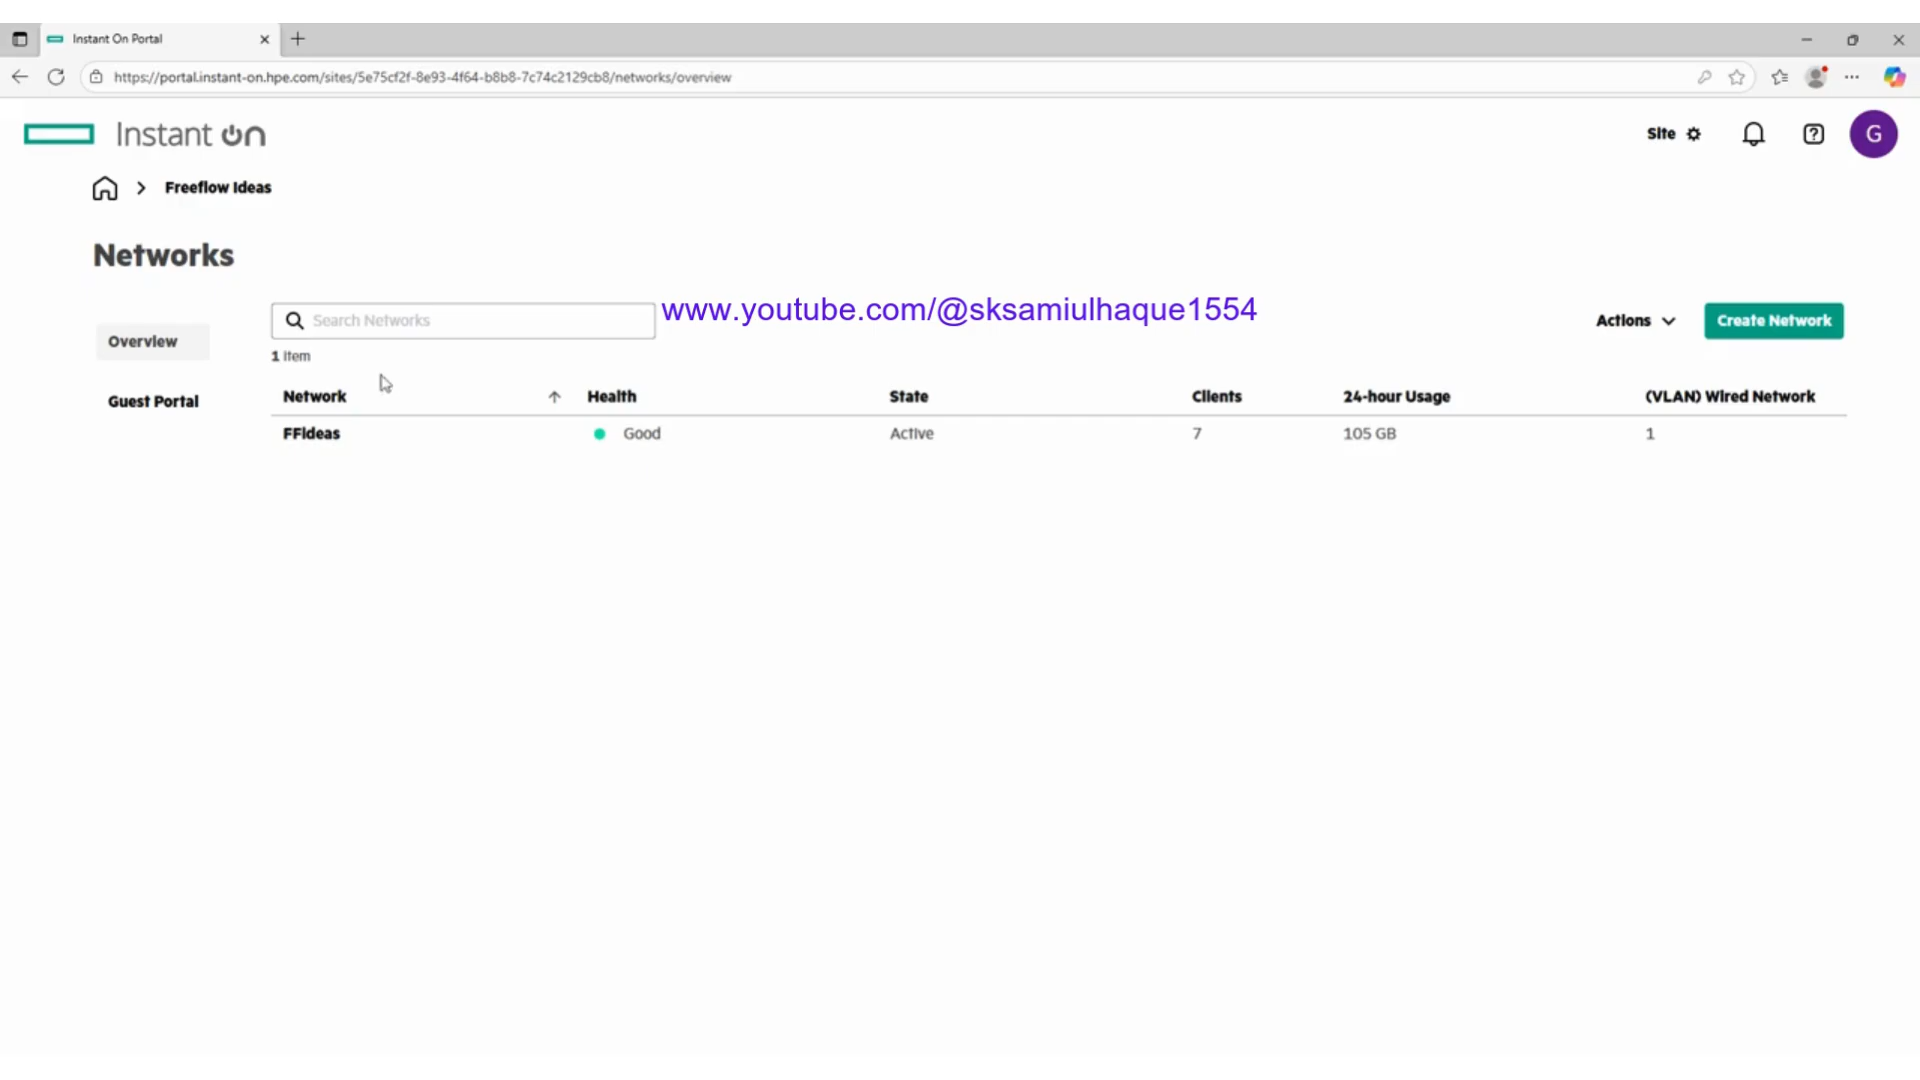 Instant On Portal
https://portal.instant-on.hpe.com/sites/5e75cf2f-8e93-4f64-b8b8-7c74c2129cb8/networks/overview
Instant On
Site
G
Freeflow Ideas
Networks
Search Networks
www.youtube.com/@sksamiulhaque1554
Actions
Create Network
Overview
1 item
Guest Portal
Network
Health
State
Clients
24-hour Usage
(VLAN) Wired Network
FFIdeas
Good
Active
7
105 GB
1